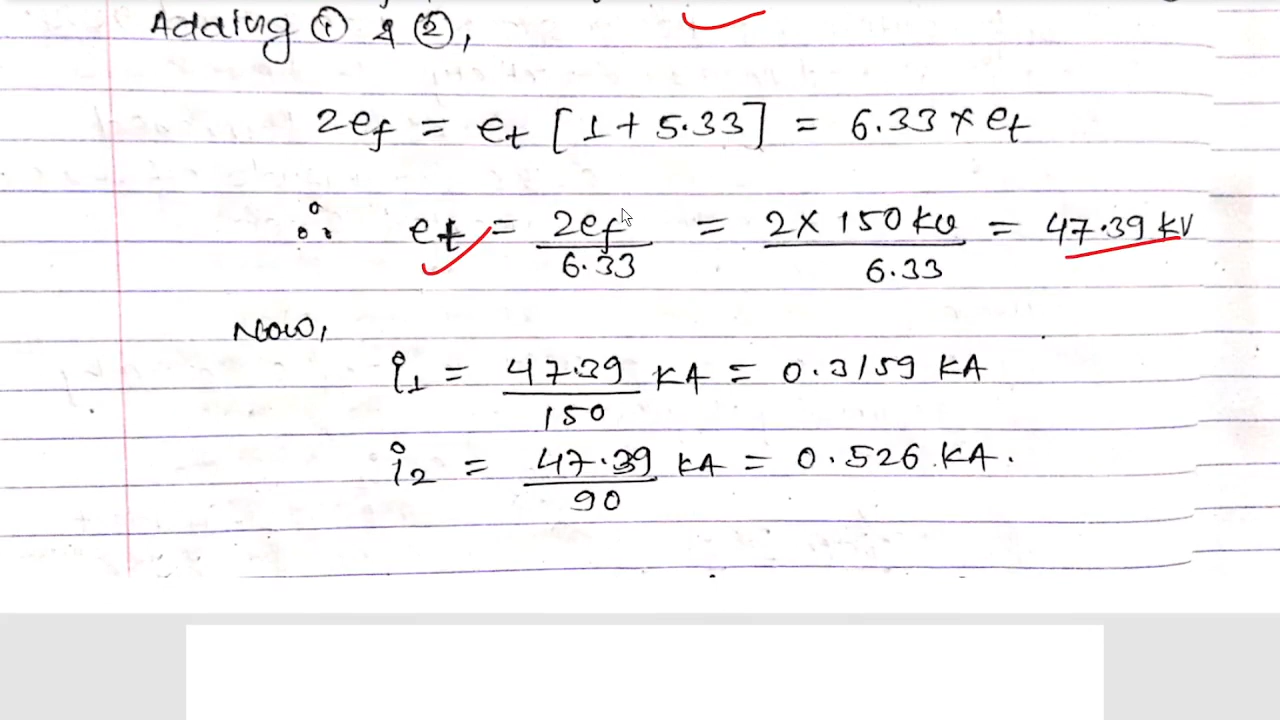 Adding ① & ②,
2ef = et [1 + 5.33] = 6.33 × et
∴ et = 2ef / 6.33 = 2 × 150 kV / 6.33 = 47.39 kV
Now,
i1 = 47.39 / 150 KA = 0.3159 KA
i2 = 47.39 / 90 KA = 0.526 KA.